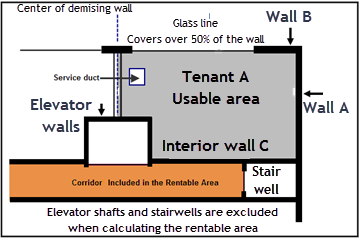 Center of demising wall
Glass line
Covers over 50% of the wall
Wall B
Service duct
Tenant A
Usable area
Elevator
walls
Wall A
Interior wall C
Corridor Included in the Rentable Area
Stair
well
Elevator shafts and stairwells are excluded
when calculating the rentable area